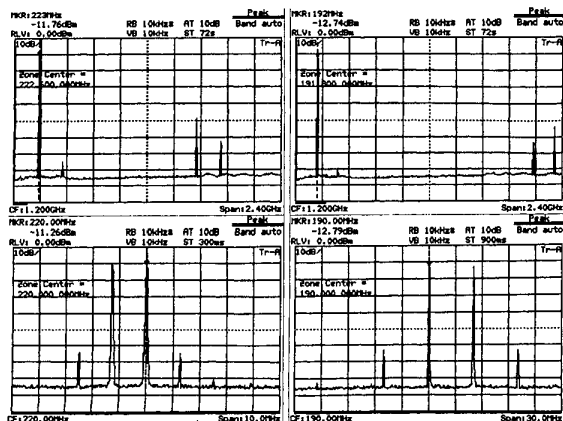 MKR:223MHz
-11.76dBm
RLV: 0.00dBm
RB 10kHz#
VB 10kHz
AT 10dB
ST 72s
Peak
Band auto
10dB/
Tr-A
Zone Center =
222.500.000MHz
CF:1.200GHz
Span:2.40GHz
MKR:192MHz
-12.74dBm
RLV: 0.00dBm
RB 10kHz#
VB 10kHz
AT 10dB
ST 72s
Peak
Band auto
10dB/
Tr-A
Zone Center =
191.800.000MHz
CF:1.200GHz
Span:2.40GHz
MKR:220.00MHz
-11.26dBm
RLV: 0.00dBm
RB 10kHz
VB 10kHz
AT 10dB
ST 300ms
Peak
Band auto
10dB/
Tr-A
Zone Center =
220.000.000MHz
CF:220.00MHz
Span:10.0MHz
MKR:190.00MHz
-12.79dBm
RLV: 0.00dBm
RB 10kHz
VB 10kHz
AT 10dB
ST 900ms
Peak
Band auto
10dB/
Tr-A
Zone Center =
190.000.000MHz
CF:190.00MHz
Span:30.0MHz